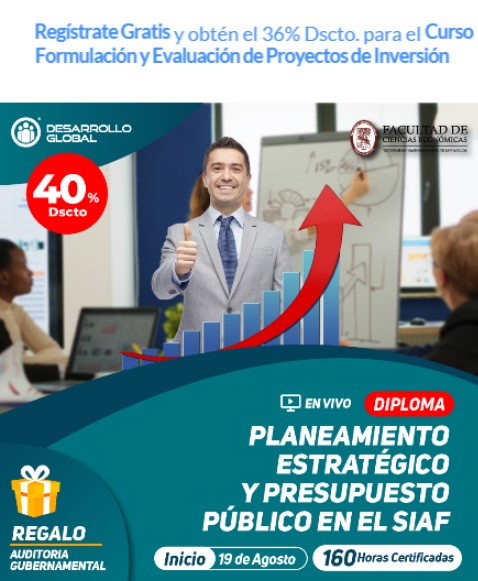 Regístrate Gratis y obtén el 36% Dscto. para el Curso
Formulación y Evaluación de Proyectos de Inversión
DESARROLLO
GLOBAL
FACULTAD DE
CIENCIAS ECONÓMICAS
40%
Dscto
EN VIVO DIPLOMA
PLANEAMIENTO
ESTRATÉGICO
Y PRESUPUESTO
PÚBLICO EN EL SIAF
REGALO
AUDITORIA
GUBERNAMENTAL
Inicio 19 de Agosto 160 Horas Certificadas